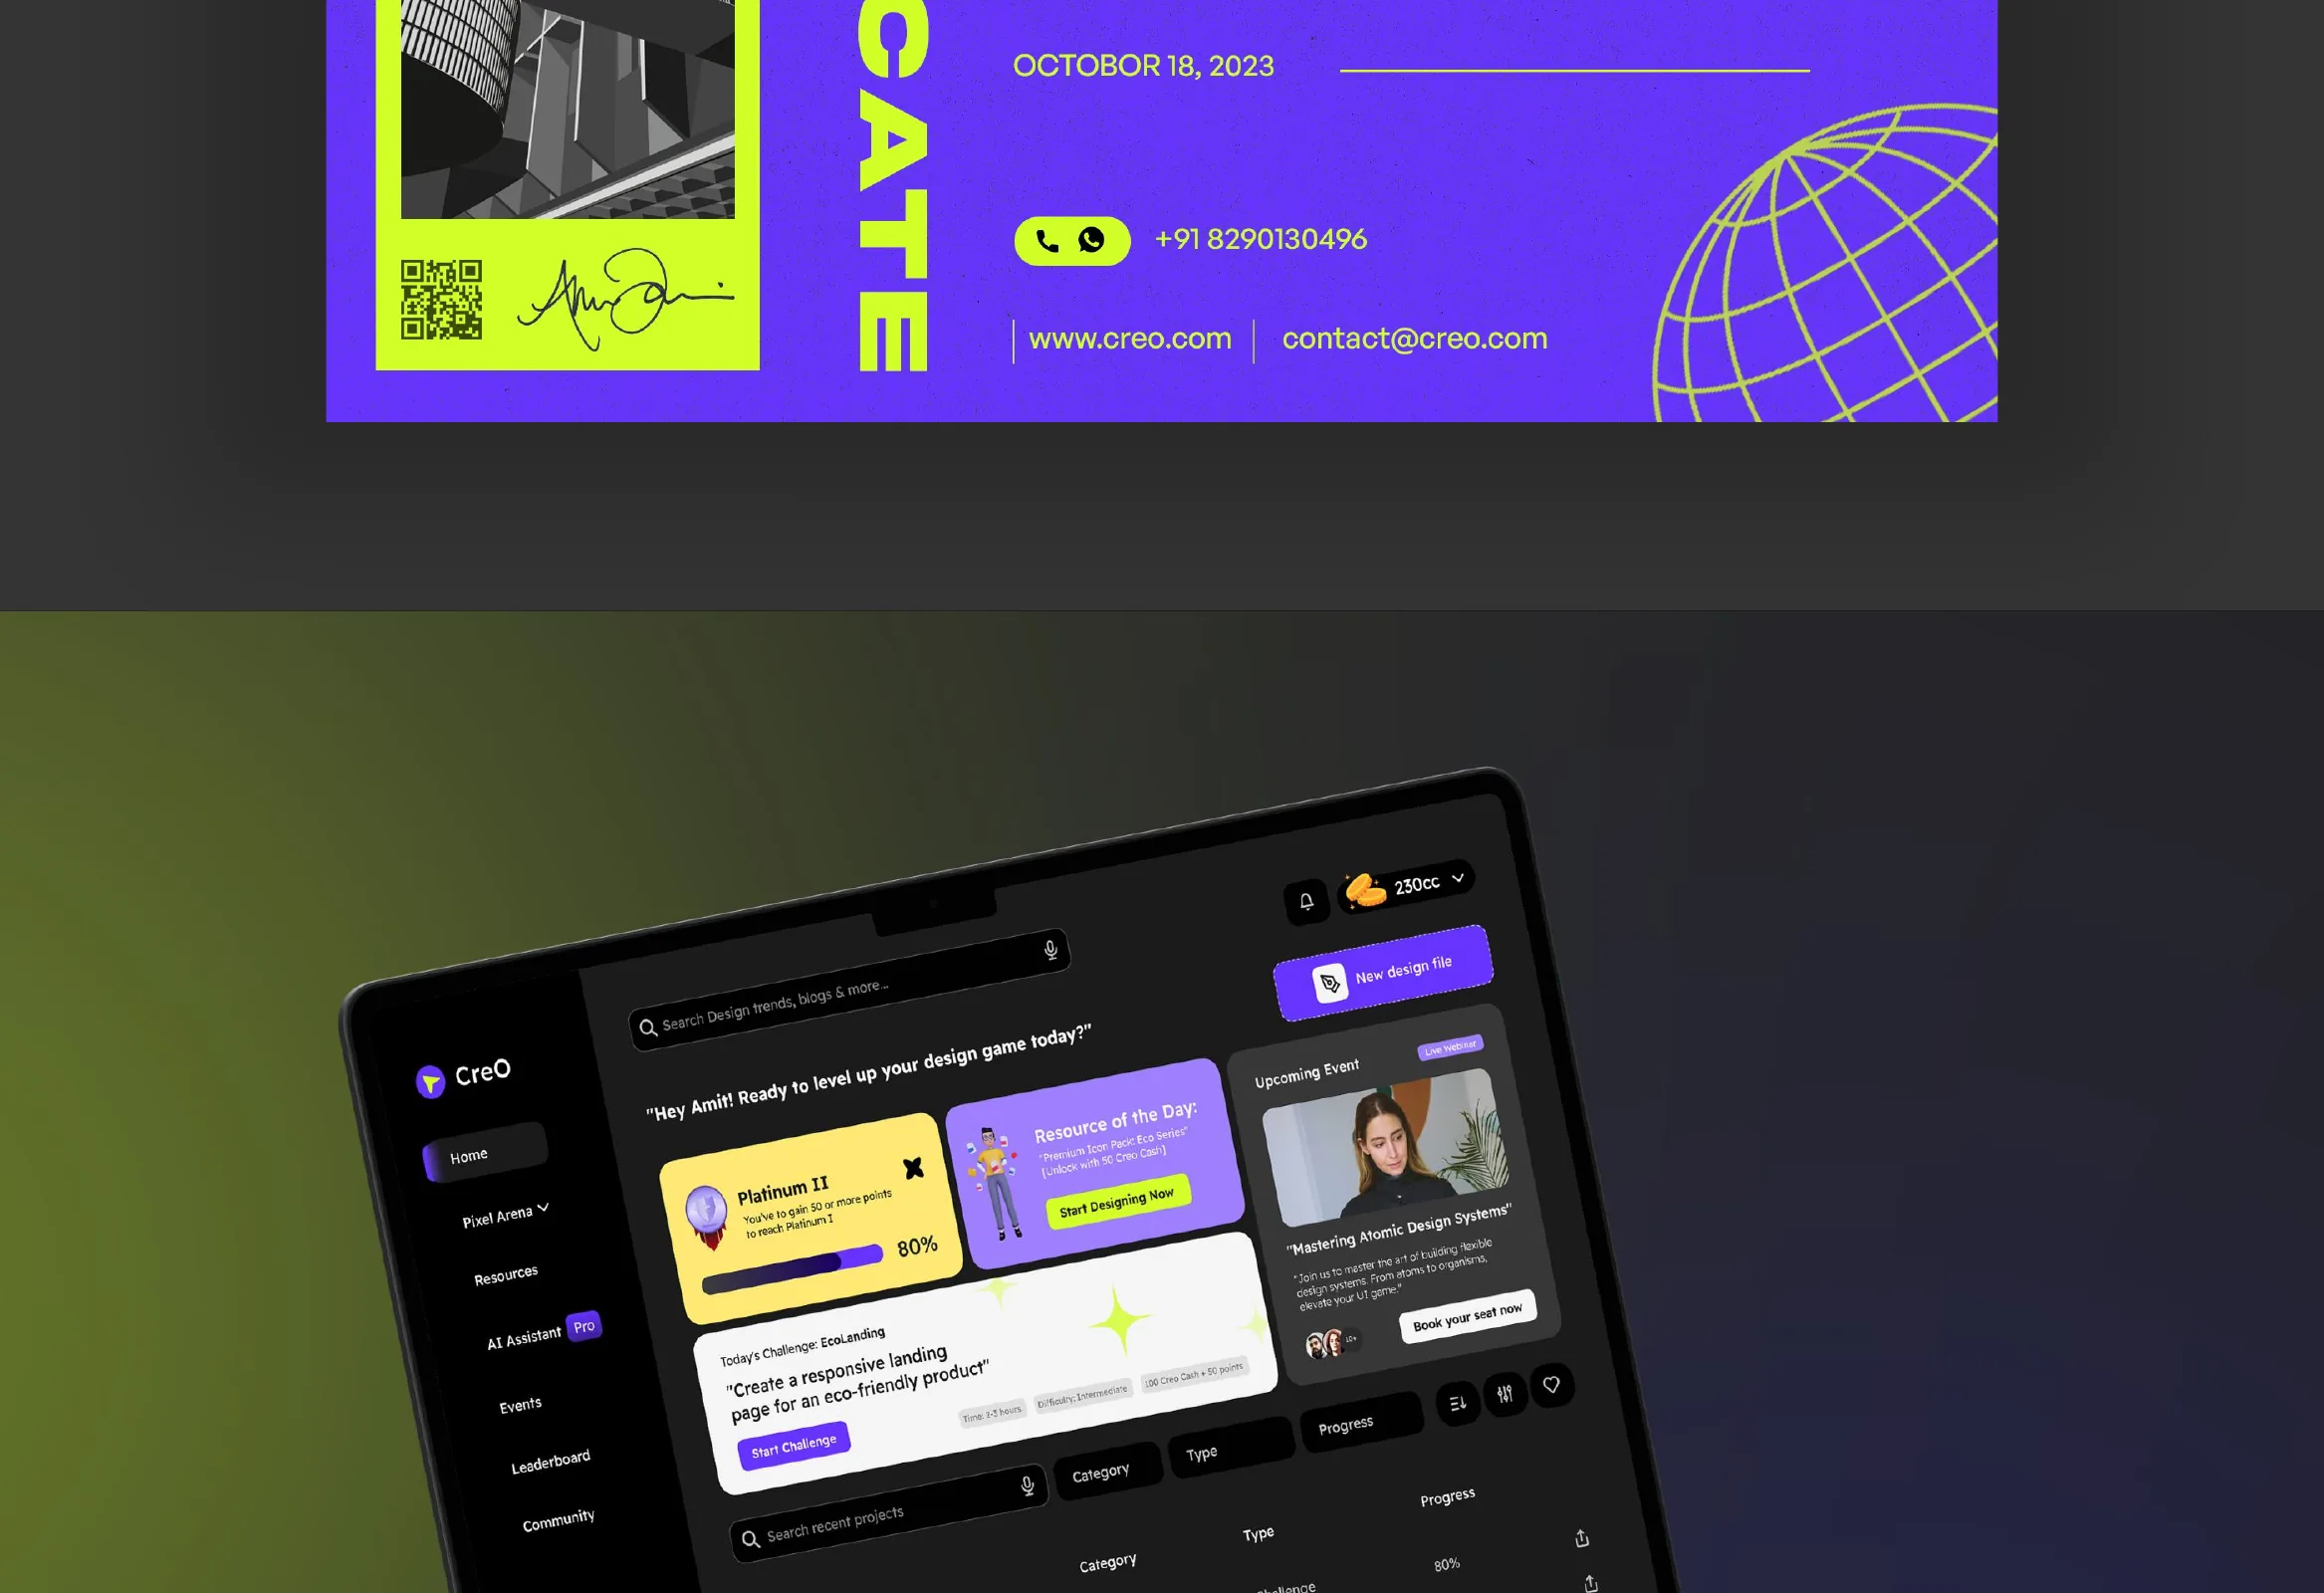 CATE
OCTOBOR 18, 2023
+91 8290130496
www.creo.com
contact@creo.com
230cc
New design file
Search Design trends, blogs & more...
CreO
Home
Pixel Arena
Resources
AI Assistant Pro
Events
Leaderboard
Community
"Hey Amit! Ready to level up your design game today?"
Platinum II
You've to gain 50 or more points
to reach Platinum I
80%
Resource of the Day:
"Premium Icon Pack: Eco Series"
[Unlock with 50 Creo Cash]
Start Designing Now
Upcoming Event
Live Webinar
"Mastering Atomic Design Systems"
"Join us to master the art of building flexible
design systems. From atoms to organisms,
elevate your UI game."
10+
Book your seat now
Today's Challenge: EcoLanding
"Create a responsive landing
page for an eco-friendly product"
Time: 2-3 hours
Difficulty: Intermediate
100 Creo Cash + 50 points
Start Challenge
Search recent projects
Category
Type
Progress
Category
Type
Progress
80%